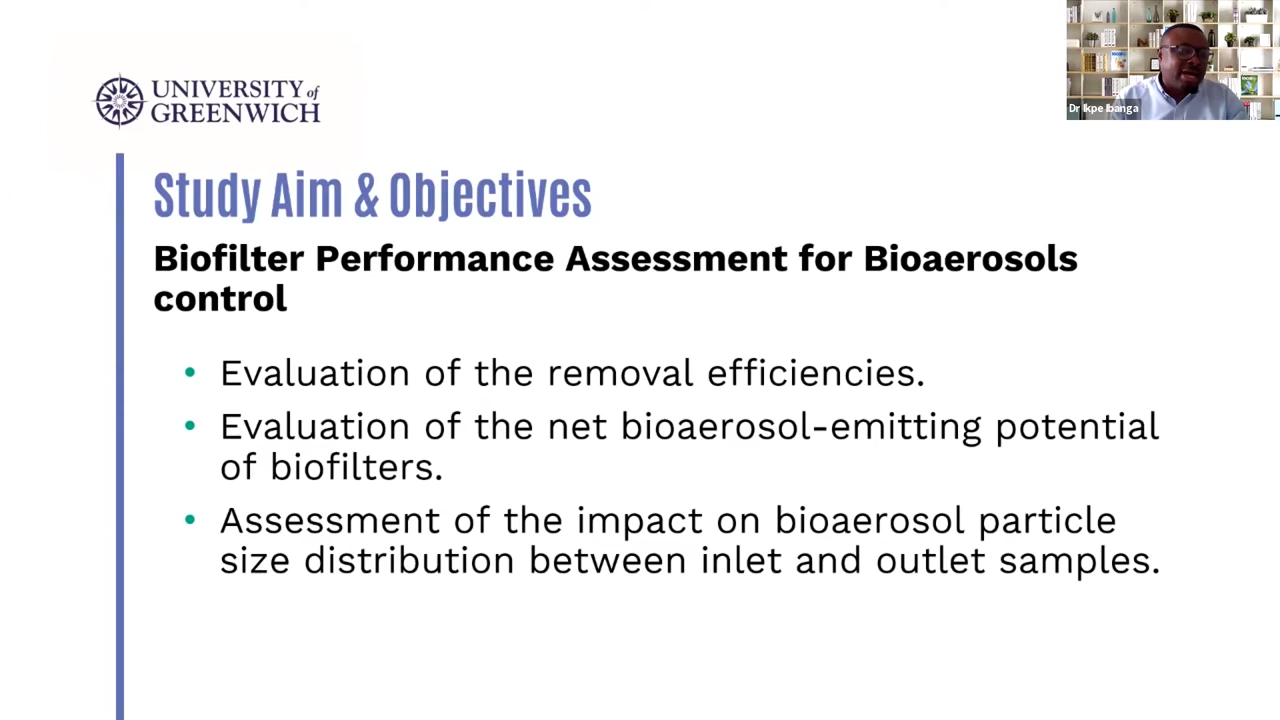 UNIVERSITY of
GREENWICH
Dr Ikpe Ibanga
Study Aim & Objectives
Biofilter Performance Assessment for Bioaerosols
control
• Evaluation of the removal efficiencies.
• Evaluation of the net bioaerosol-emitting potential
of biofilters.
• Assessment of the impact on bioaerosol particle
size distribution between inlet and outlet samples.